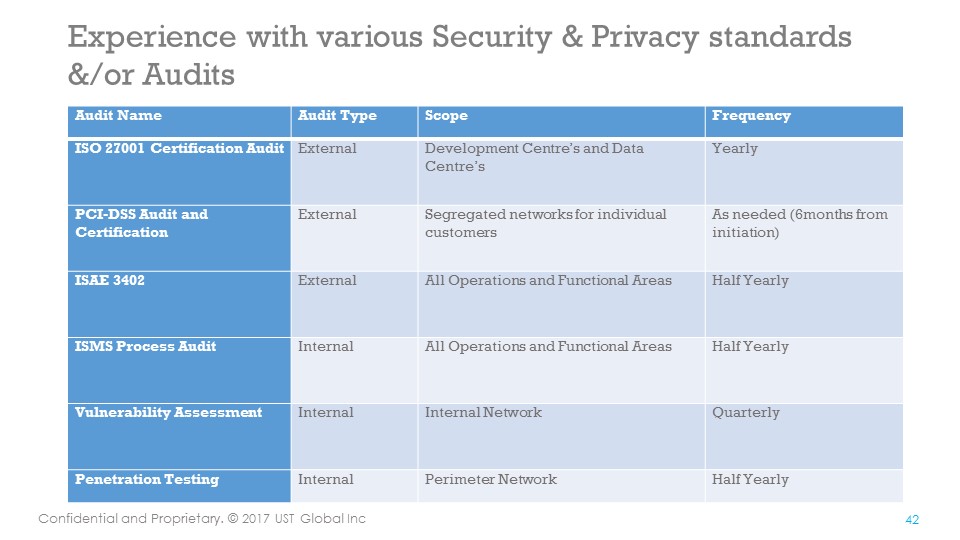 Experience with various Security & Privacy standards
&/or Audits
Audit Name Audit Type Scope Frequency
ISO 27001 Certification Audit External Development Centre's and Data Yearly
Centre's
PCI-DSS Audit and External Segregated networks for individual As needed (6months from
Certification customers initiation)
ISAE 3402 External All Operations and Functional Areas Half Yearly
ISMS Process Audit Internal All Operations and Functional Areas Half Yearly
Vulnerability Assessment Internal Internal Network Quarterly
Penetration Testing Internal Perimeter Network Half Yearly
Confidential and Proprietary. © 2017 UST Global Inc 42